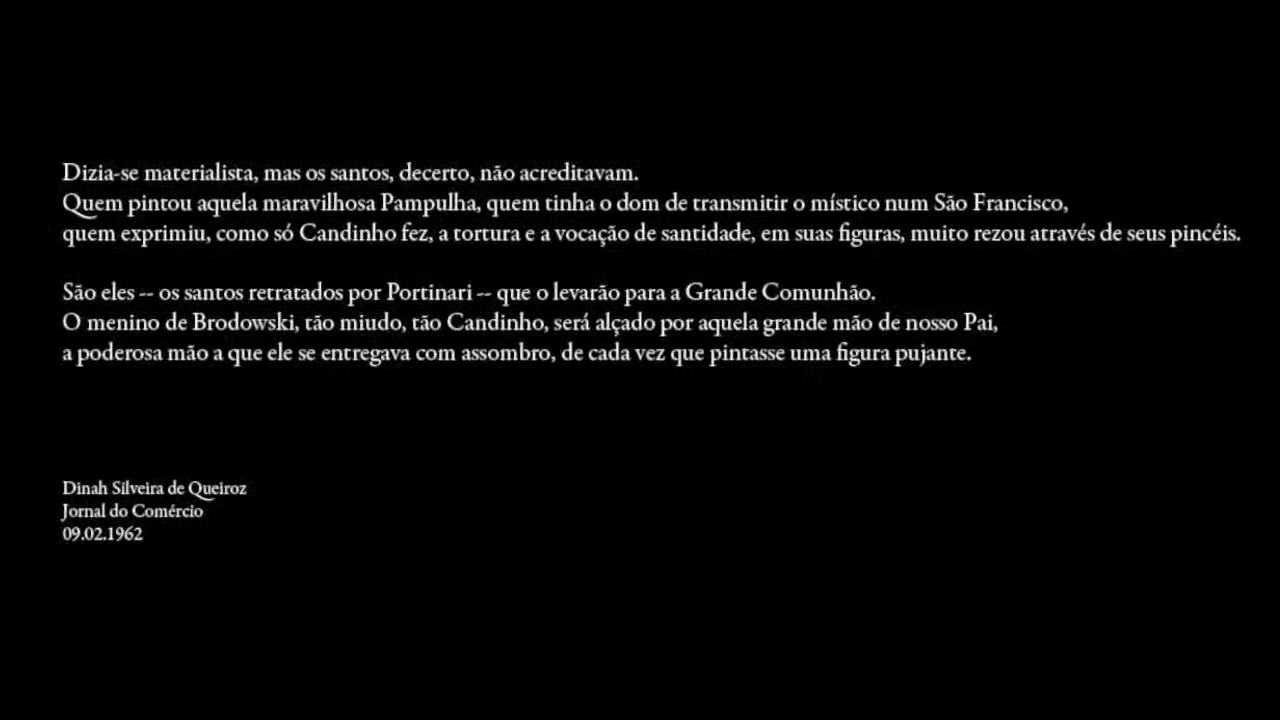 Dizia-se materialista, mas os santos, decerto, não acreditavam.
Quem pintou aquela maravilhosa Pampulha, quem tinha o dom de transmitir o místico num São Francisco,
quem exprimiu, como só Candinho fez, a tortura e a vocação de santidade, em suas figuras, muito rezou através de seus pincéis.
São eles -- os santos retratados por Portinari -- que o levarão para a Grande Comunhão.
O menino de Brodowski, tão miudo, tão Candinho, será alçado por aquela grande mão de nosso Pai,
a poderosa mão a que ele se entregava com assombro, de cada vez que pintasse uma figura pujante.
Dinah Silveira de Queiroz
Jornal do Comércio
09.02.1962